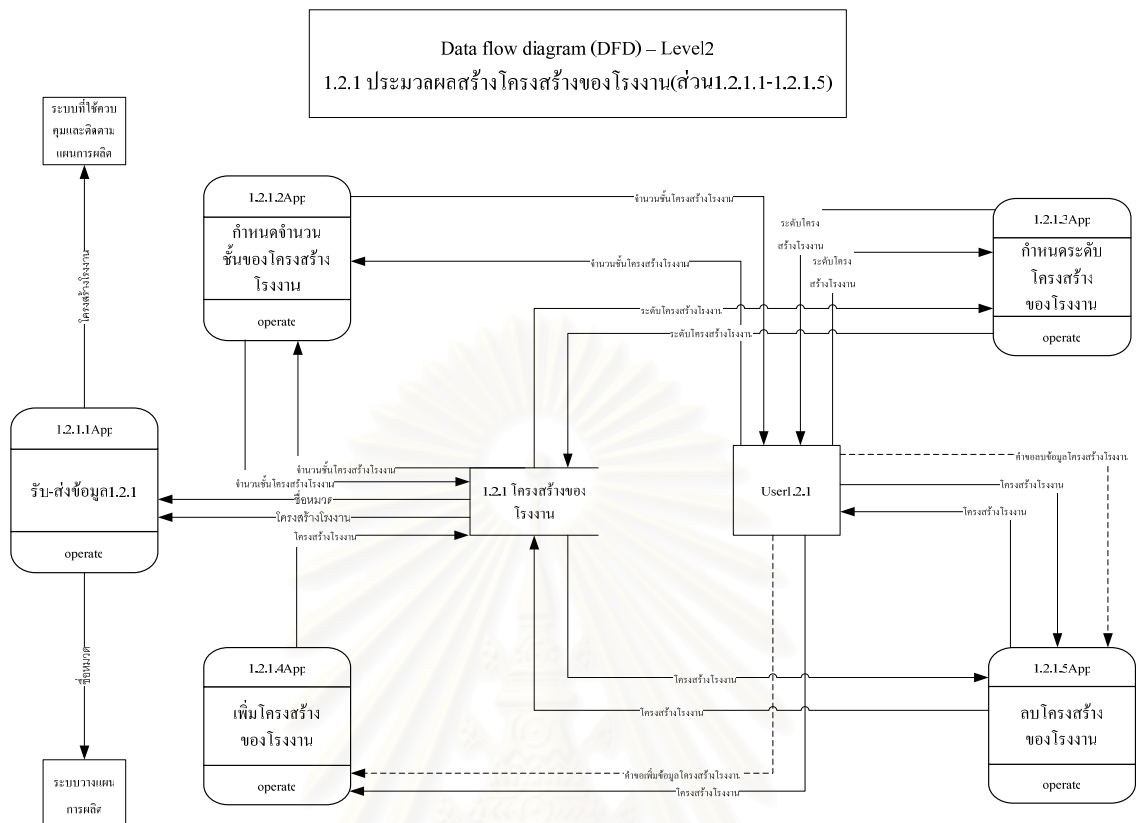 Data flow diagram (DFD) – Level2
1.2.1 ประมวลผลสร้างโครงสร้างของโรงงาน(ส่วน1.2.1.1-1.2.1.5)
ระบบที่ใช้ควบ
คุมและติดตาม
แผนการผลิต
โครงสร้างโรงงาน
1.2.1.2App
กำหนดจำนวน
ชั้นของโครงสร้าง
โรงงาน
operate
จำนวนชั้นโครงสร้างโรงงาน
จำนวนชั้นโครงสร้างโรงงาน
ระดับโครง
สร้างโรงงาน
ระดับโครง
สร้างโรงงาน
1.2.1.3App
กำหนดระดับ
โครงสร้าง
ของโรงงาน
operate
ระดับโครงสร้างโรงงาน
ระดับโครงสร้างโรงงาน
1.2.1.1App
รับ-ส่งข้อมูล1.2.1
operate
จำนวนชั้นโครงสร้างโรงงาน
จำนวนชั้นโครงสร้างโรงงาน
ชื่อหมวด
โครงสร้างโรงงาน
โครงสร้างโรงงาน
1.2.1 โครงสร้างของ
โรงงาน
User1.2.1
คำขอลบข้อมูลโครงสร้างโรงงาน
โครงสร้างโรงงาน
โครงสร้างโรงงาน
ชื่อหมวด
1.2.1.4App
เพิ่มโครงสร้าง
ของโรงงาน
operate
โครงสร้างโรงงาน
โครงสร้างโรงงาน
คำขอเพิ่มข้อมูลโครงสร้างโรงงาน
โครงสร้างโรงงาน
1.2.1.5App
ลบโครงสร้าง
ของโรงงาน
operate
ระบบวางแผน
การผลิต